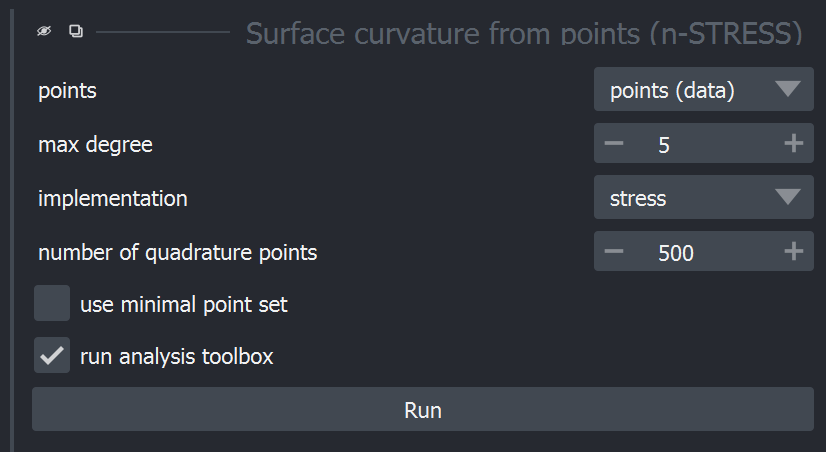 Surface curvature from points (n-STRESS)
points points (data)
max degree 5
implementation stress
number of quadrature points 500
use minimal point set
run analysis toolbox
Run